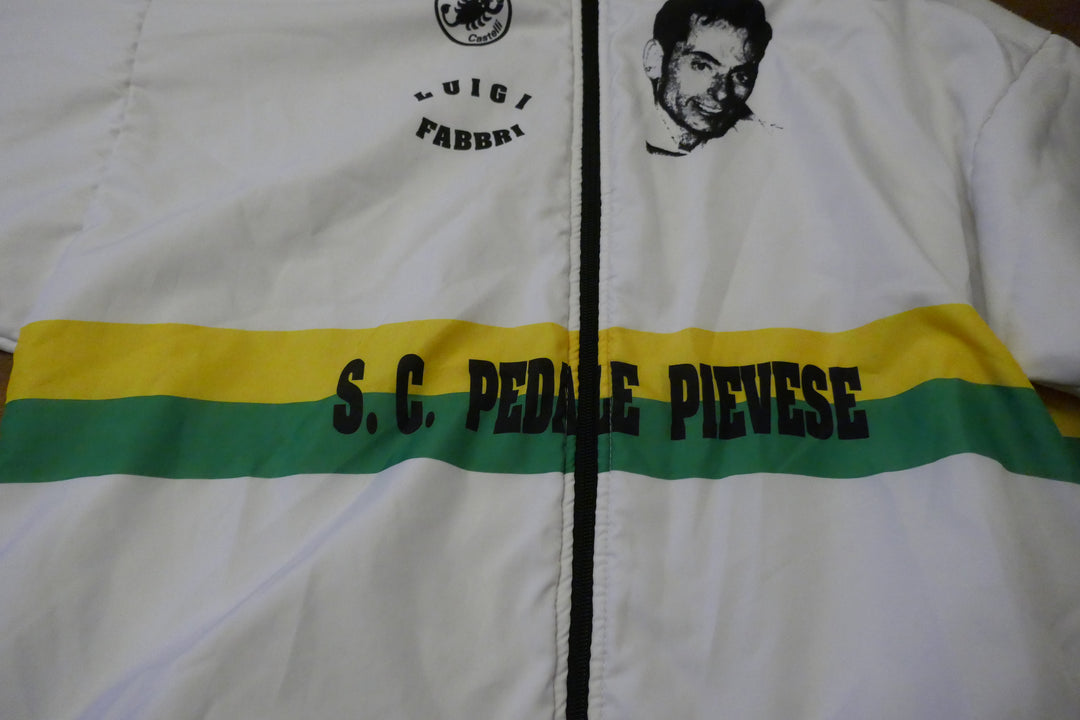 Castelli
LUIGI
FABBRI
S. C. PEDALE PIEVESE